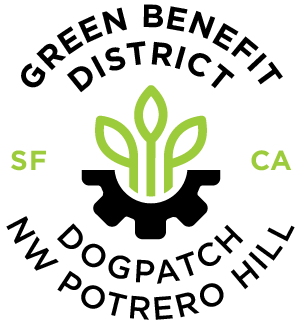 GREEN BENEFIT
DISTRICT
SF
CA
DOGPATCH
NW POTRERO HILL